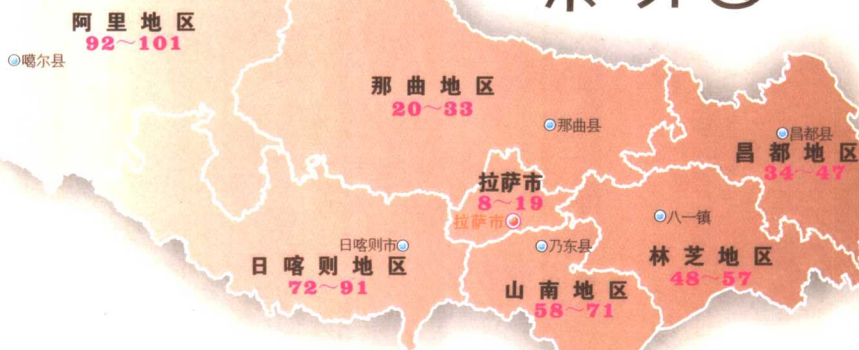 阿里地区
92～101
噶尔县
那曲地区
20～33
那曲县
昌都县
昌都地区
34～47
拉萨市
8～19
拉萨市
八一镇
日喀则市
乃东县
林芝地区
48～57
日喀则地区
72～91
山南地区
58～71